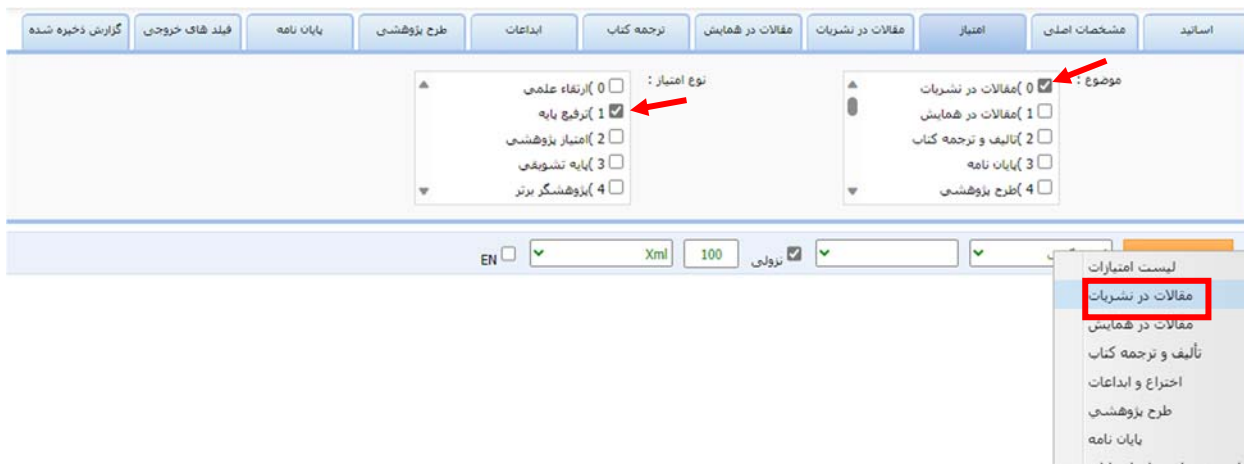 اساتید
مشخصات اصلی
امتیاز
مقالات در نشریات
مقالات در همایش
ترجمه کتاب
ابداعات
طرح پژوهشی
پایان نامه
فیلد های خروجی
گزارش ذخیره شده
موضوع :
0 )مقالات در نشریات
1 )مقالات در همایش
2 )تالیف و ترجمه کتاب
3 )پایان نامه
4 )طرح پژوهشی
نوع امتیاز :
0 )ارتقاء علمی
1 )ترفیع پایه
2 )امتیاز پژوهشی
3 )پایه تشویقی
4 )پژوهشگر برتر
نزولی
100
Xml
EN
لیست امتیازات
مقالات در نشریات
مقالات در همایش
تألیف و ترجمه کتاب
اختراع و ابداعات
طرح پژوهشي
پایان نامه